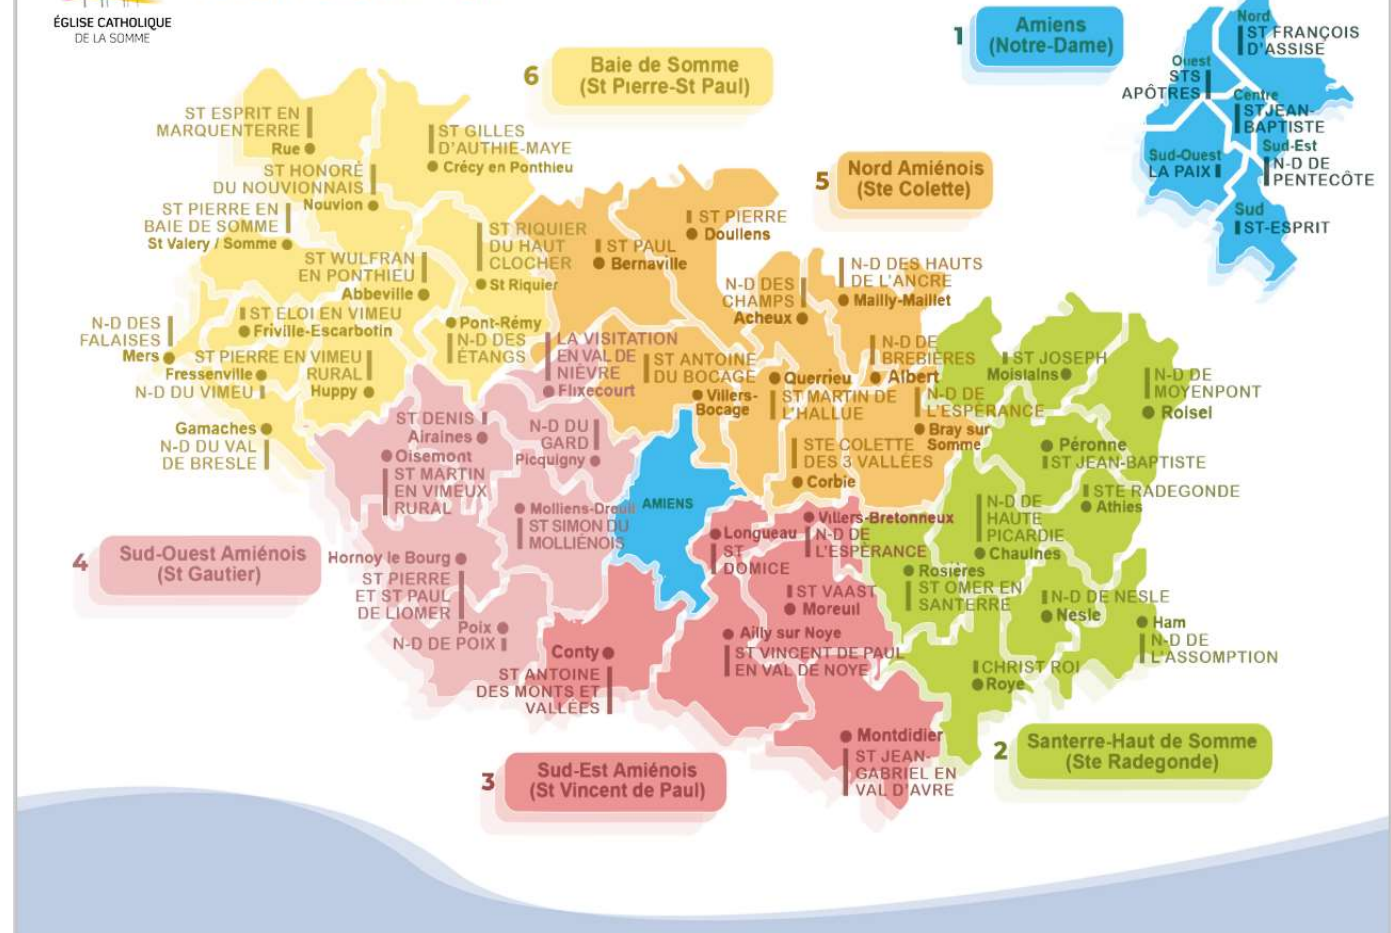 ÉGLISE CATHOLIQUE
DE LA SOMME
1
Amiens
(Notre-Dame)
Nord
ST FRANÇOIS
D'ASSISE
Ouest
STS
APÔTRES
Centre
ST JEAN-
BAPTISTE
Sud-Est
N-D DE
PENTECÔTE
Sud-Ouest
LA PAIX
Sud
ST-ESPRIT
6
Baie de Somme
(St Pierre-St Paul)
ST ESPRIT EN
MARQUENTERRE
Rue
ST GILLES
D'AUTHIE-MAYE
Crécy en Ponthieu
ST HONORÉ
DU NOUVIONNAIS
Nouvion
ST PIERRE EN
BAIE DE SOMME
St Valery / Somme
ST RIQUIER
DU HAUT
CLOCHER
St Riquier
ST WULFRAN
EN PONTHIEU
Abbeville
ST ELOI EN VIMEU
Friville-Escarbotin
N-D DES
FALAISES
Mers
Pont-Rémy
N-D DES
ÉTANGS
ST PIERRE EN VIMEU
RURAL
Huppy
Fressenville
N-D DU VIMEU
Gamaches
N-D DU VAL
DE BRESLE
5
Nord Amiénois
(Ste Colette)
ST PIERRE
Doullens
ST PAUL
Bernaville
N-D DES
CHAMPS
Acheux
N-D DES HAUTS
DE L'ANCRE
Mailly-Maillet
N-D DE
BREBIÈRES
Albert
ST ANTOINE
DU BOCAGE
Villers-
Bocage
Querrieu
ST MARTIN DE
L'HALLUE
N-D DE
L'ESPÉRANCE
Bray sur
Somme
STE COLETTE
DES 3 VALLÉES
Corbie
LA VISITATION
EN VAL DE
NIÈVRE
Flixecourt
ST DENIS
Airaines
N-D DU
GARD
Picquigny
Oisemont
ST MARTIN
EN VIMEUX
RURAL
Molliens-Dreuil
ST SIMON DU
MOLLIÉNOIS
AMIENS
4
Sud-Ouest Amiénois
(St Gautier)
Hornoy le Bourg
ST PIERRE
ET ST PAUL
DE LIOMER
Poix
N-D DE POIX
Conty
ST ANTOINE
DES MONTS ET
VALLÉES
Longueau
ST
DOMICE
Villers-Bretonneux
N-D DE
L'ESPÉRANCE
ST VAAST
Moreuil
Ailly sur Noye
ST VINCENT DE PAUL
EN VAL DE NOYE
Montdidier
ST JEAN-
GABRIEL EN
VAL D'AVRE
3
Sud-Est Amiénois
(St Vincent de Paul)
ST JOSEPH
Moislains
N-D DE
MOYENPONT
Roisel
Péronne
ST JEAN-BAPTISTE
STE RADEGONDE
Athies
N-D DE
HAUTE
PICARDIE
Chaulnes
Rosières
ST OMER EN
SANTERRE
N-D DE NESLE
Nesle
Ham
N-D DE
L'ASSOMPTION
CHRIST ROI
Roye
2
Santerre-Haut de Somme
(Ste Radegonde)